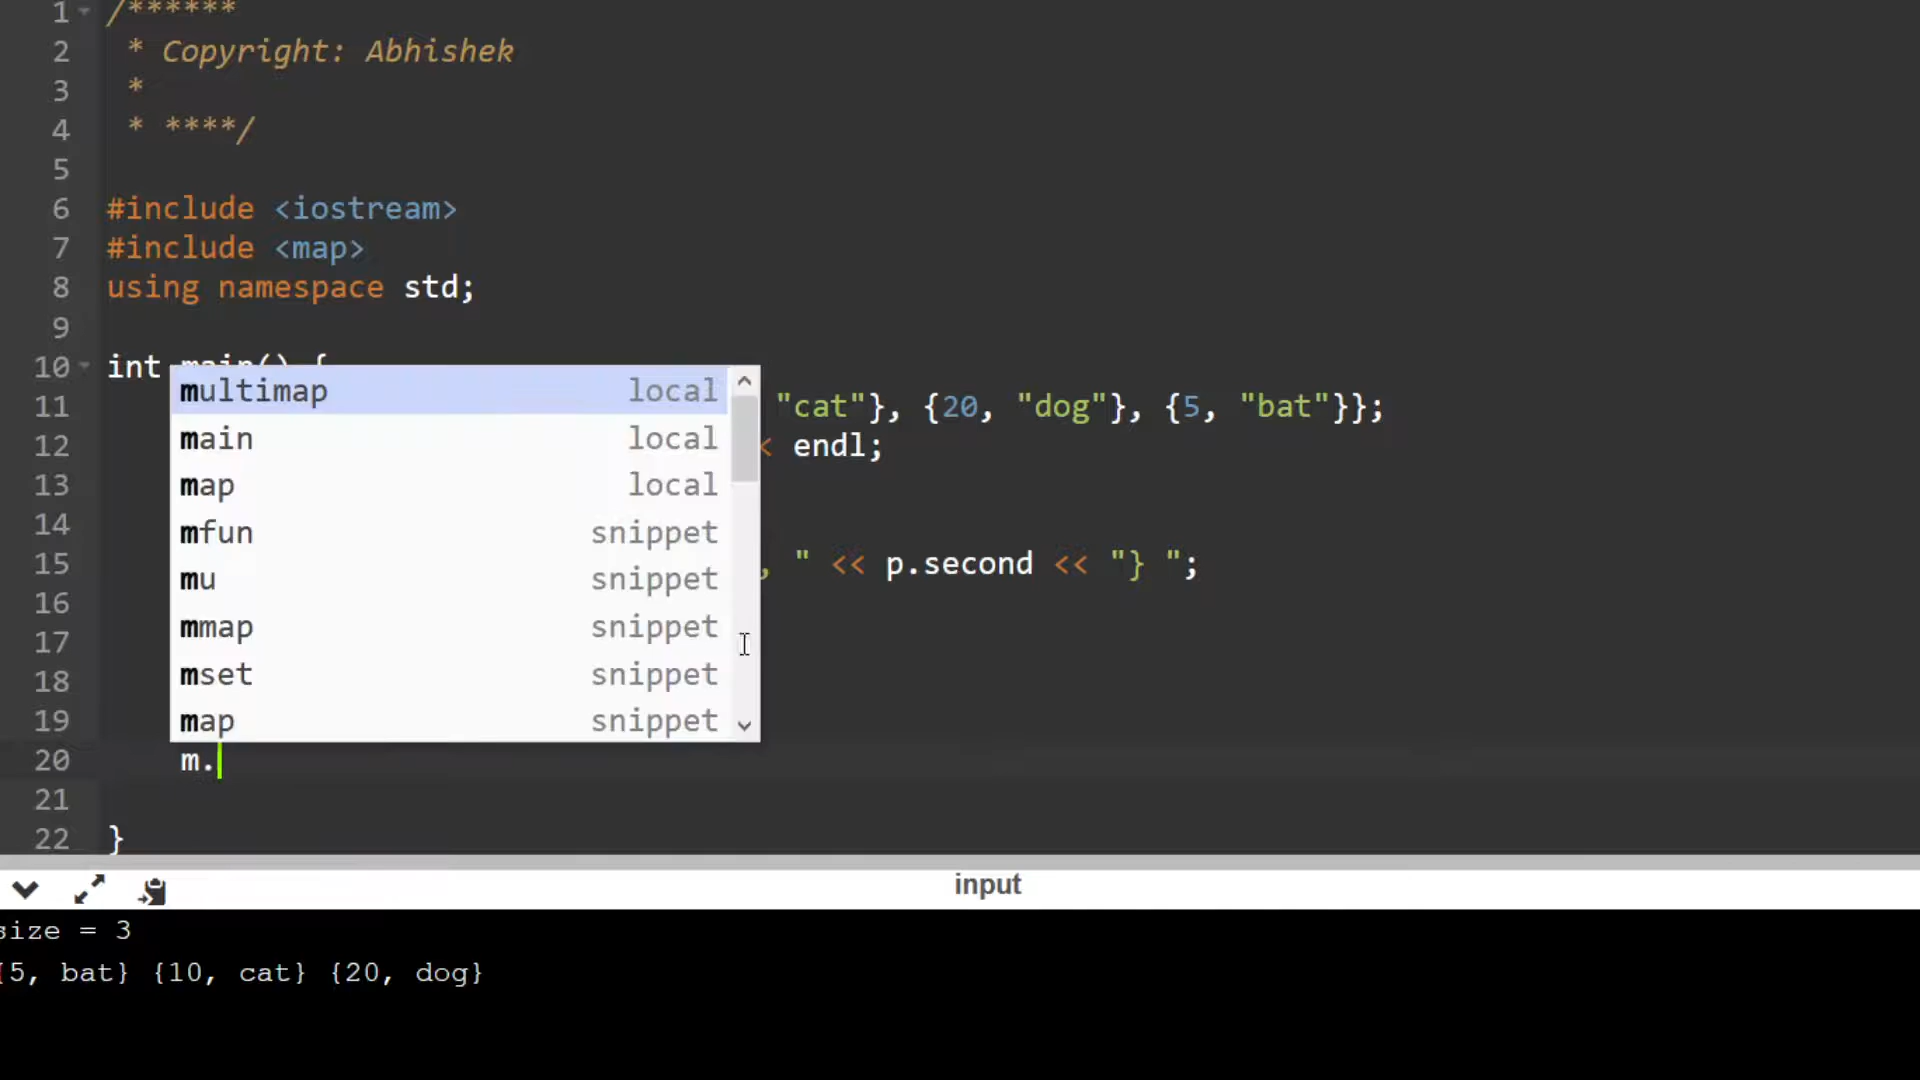 1 /******
2 * Copyright: Abhishek
3 *
4 * ****/
5
6 #include <iostream>
7 #include <map>
8 using namespace std;
9
10 int main() {
multimap local
11 "cat"}, {20, "dog"}, {5, "bat"}};
main local
12 < endl;
map local
13
14
mfun snippet
15 , " << p.second << "} ";
mu snippet
16
mmap snippet
17
mset snippet
18
map snippet
19
20 m.
21
22 }
input
size = 3
{5, bat} {10, cat} {20, dog}